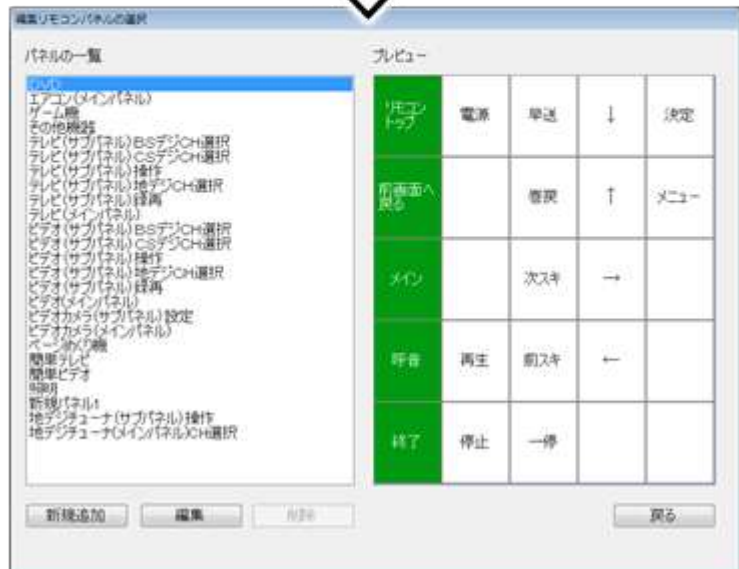 編集リモコンパネルの選択
パネルの一覧
DVD
エアコン(メインパネル)
ゲーム機
その他機器
テレビ(サブパネル)BSデジCH選択
テレビ(サブパネル)CSデジCH選択
テレビ(サブパネル)操作
テレビ(サブパネル)地デジCH選択
テレビ(サブパネル)録再
テレビ(メインパネル)
ビデオ(サブパネル)BSデジCH選択
ビデオ(サブパネル)CSデジCH選択
ビデオ(サブパネル)操作
ビデオ(サブパネル)地デジCH選択
ビデオ(サブパネル)録再
ビデオ(メインパネル)
ビデオカメラ(サブパネル)設定
ビデオカメラ(メインパネル)
ページめくり機
簡単テレビ
簡単ビデオ
照明
新規パネル1
地デジチューナ(サブパネル)操作
地デジチューナ(メインパネル)CH選択
新規追加 編集 削除
プレビュー
リモコン
トップ 電源 早送 ↓ 決定
前画面へ
戻る 巻戻 ↑ メニュー
メイン 次スキ →
呼音 再生 前スキ ←
終了 停止 一停
戻る